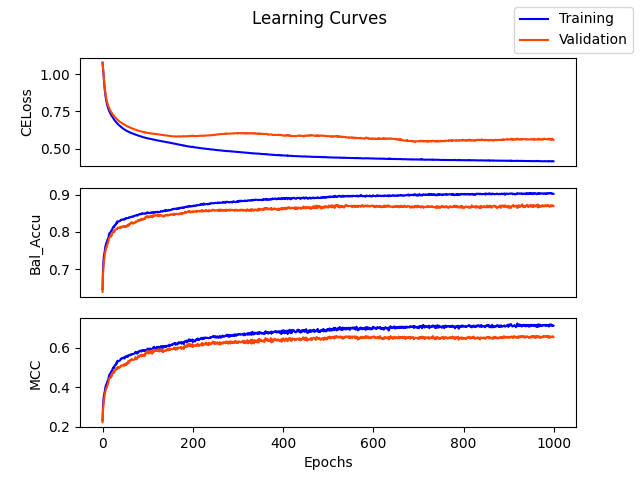 Learning Curves
Training
Validation
1.00
0.75
0.50
CELoss
0.9
0.8
0.7
Bal_Accu
0.6
0.4
0.2
MCC
0 200 400 600 800 1000
Epochs